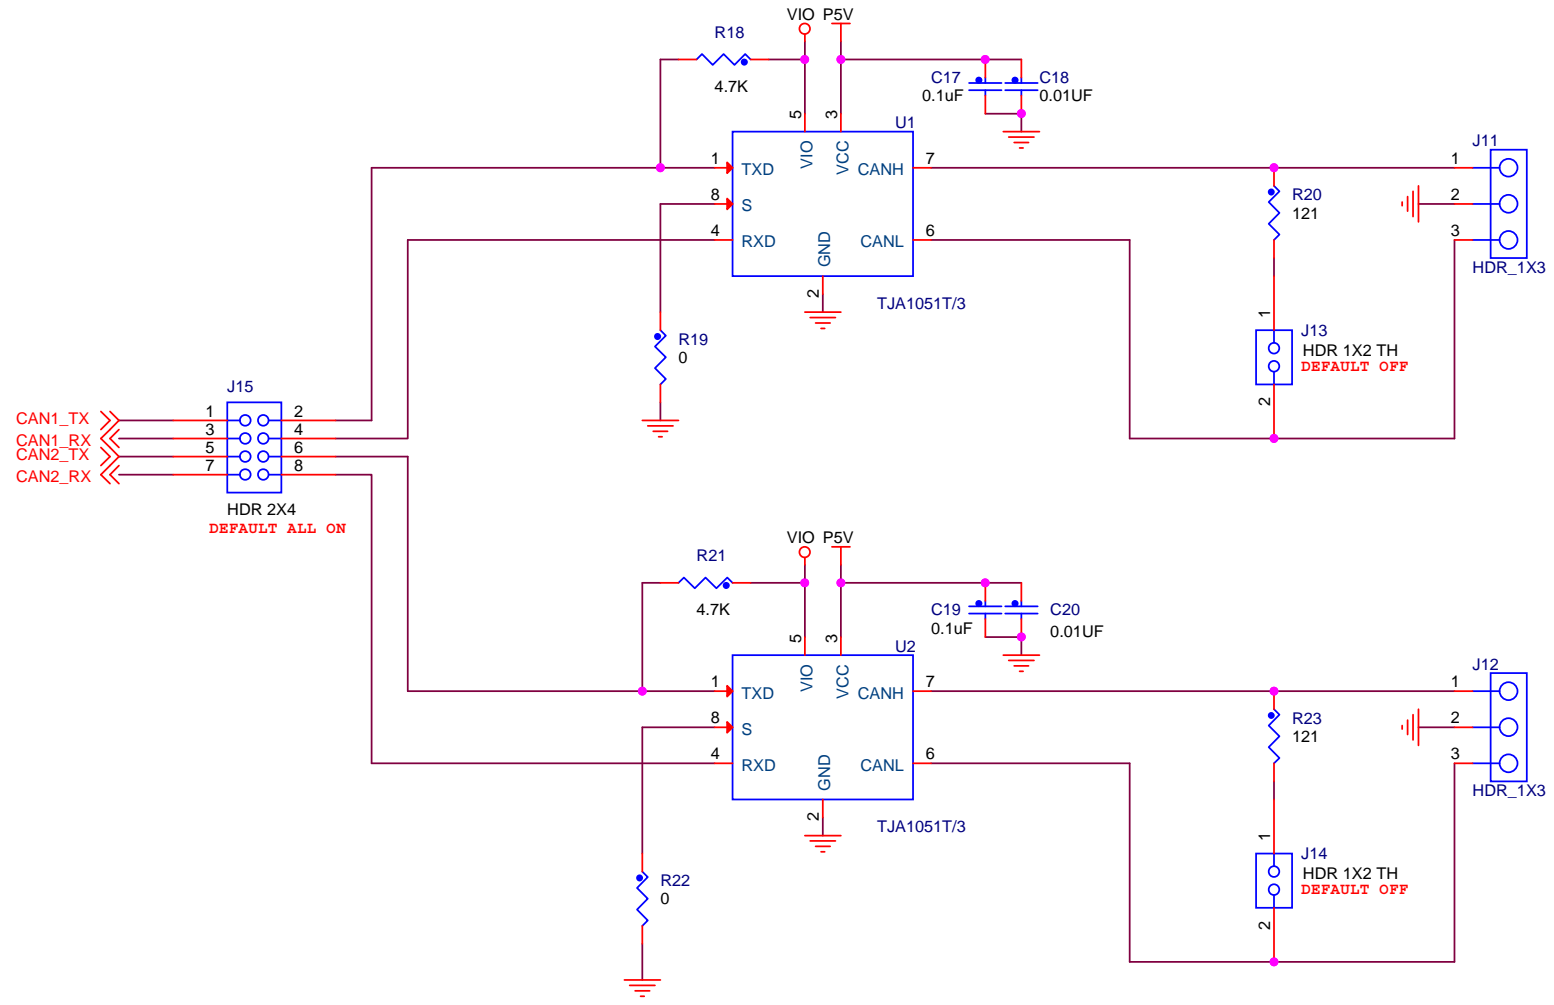 VIO P5V
R18
4.7K
C17
0.1uF
C18
0.01UF
5
3
U1
J11
1
TXD
VIO
VCC
CANH
7
1
8
S
R20
121
2
4
RXD
GND
CANL
6
3
HDR_1X3
2
TJA1051T/3
R19
0
1
J13
HDR 1X2 TH
DEFAULT OFF
2
J15
CAN1_TX
1
2
CAN1_RX
3
4
CAN2_TX
5
6
CAN2_RX
7
8
HDR 2X4
DEFAULT ALL ON
VIO P5V
R21
4.7K
C19
0.1uF
C20
0.01UF
5
3
U2
J12
1
TXD
VIO
VCC
CANH
7
1
8
S
R23
121
2
4
RXD
GND
CANL
6
3
HDR_1X3
2
TJA1051T/3
R22
0
1
J14
HDR 1X2 TH
DEFAULT OFF
2